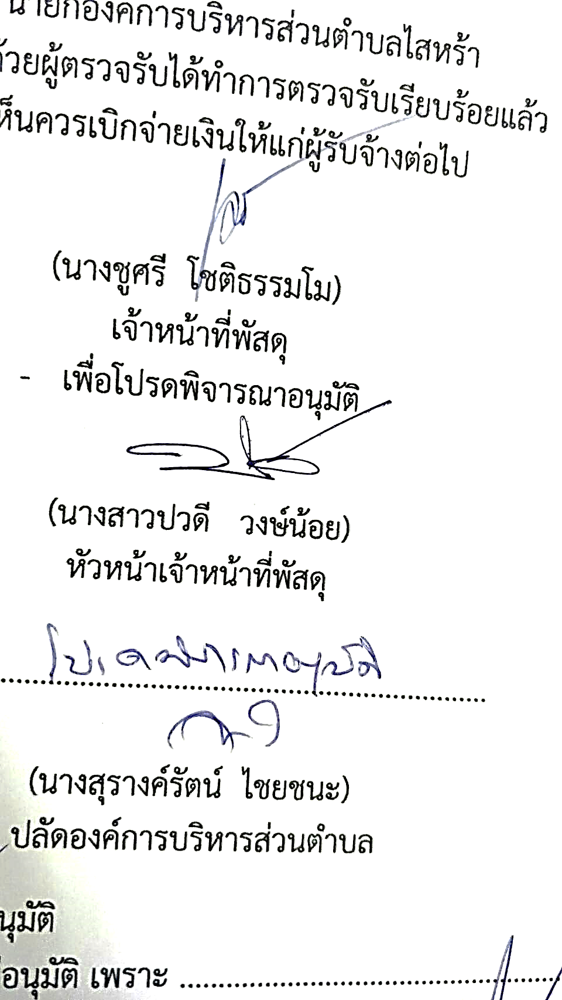 นายกองคการบริหารส่วนตำบลไสหร้า
ด้วยผู้ตรวจรับได้ทำการตรวจรับเรียบร้อยแล้ว
เห็นควรเบิกจ่ายเงินให้แก่ผู้รับจ้างต่อไป
(นางชูศรี โชติธรรมโม)
เจ้าหน้าที่พัสดุ
- เพื่อโปรดพิจารณาอนุมัติ
(นางสาวปวดี วงษ์น้อย)
หัวหน้าเจ้าหน้าที่พัสดุ
โปรดพิจารณาอนุมัติ
(นางสุรางค์รัตน์ ไชยชนะ)
ปลัดองค์การบริหารส่วนตำบล
นุมัติ
อนุมัติ เพราะ ........................................